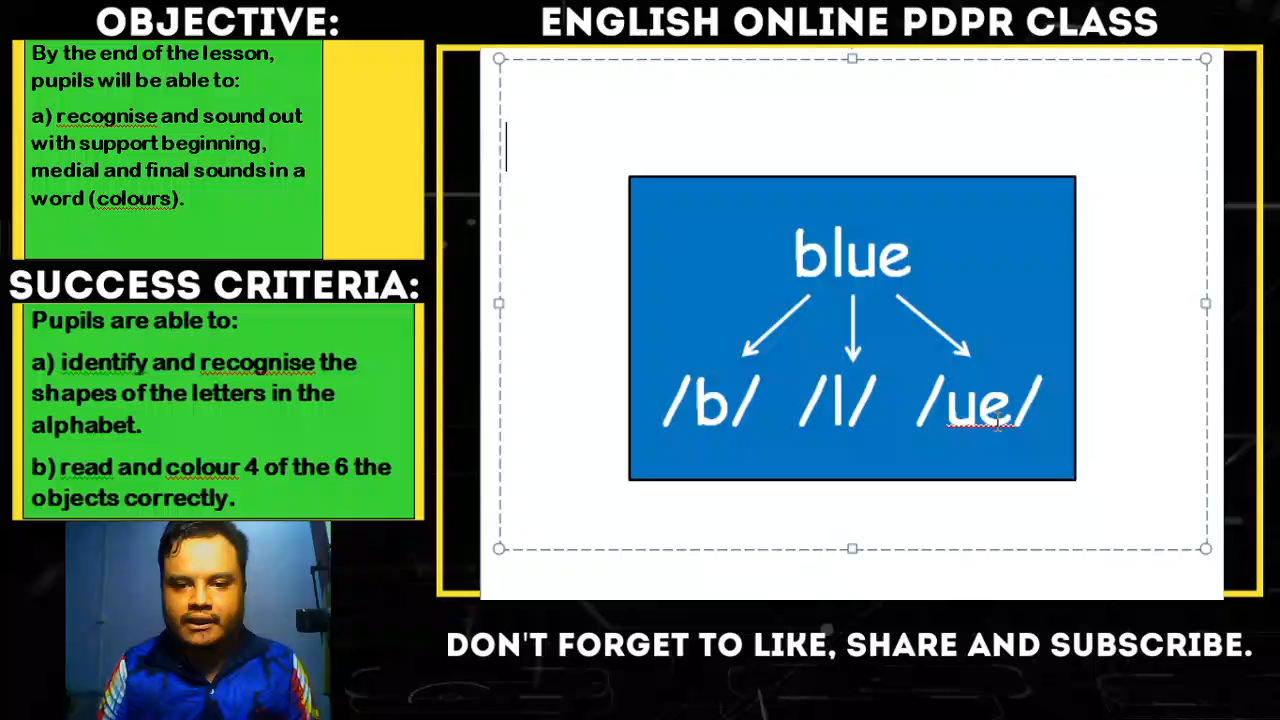 OBJECTIVE:
By the end of the lesson,
pupils will be able to:
a) recognise and sound out
with support beginning,
medial and final sounds in a
word (colours).
SUCCESS CRITERIA:
Pupils are able to:
a) identify and recognise the
shapes of the letters in the
alphabet.
b) read and colour 4 of the 6 the
objects correctly.
ENGLISH ONLINE PDPR CLASS
blue
/b/ /l/ /ue/
DON'T FORGET TO LIKE, SHARE AND SUBSCRIBE.